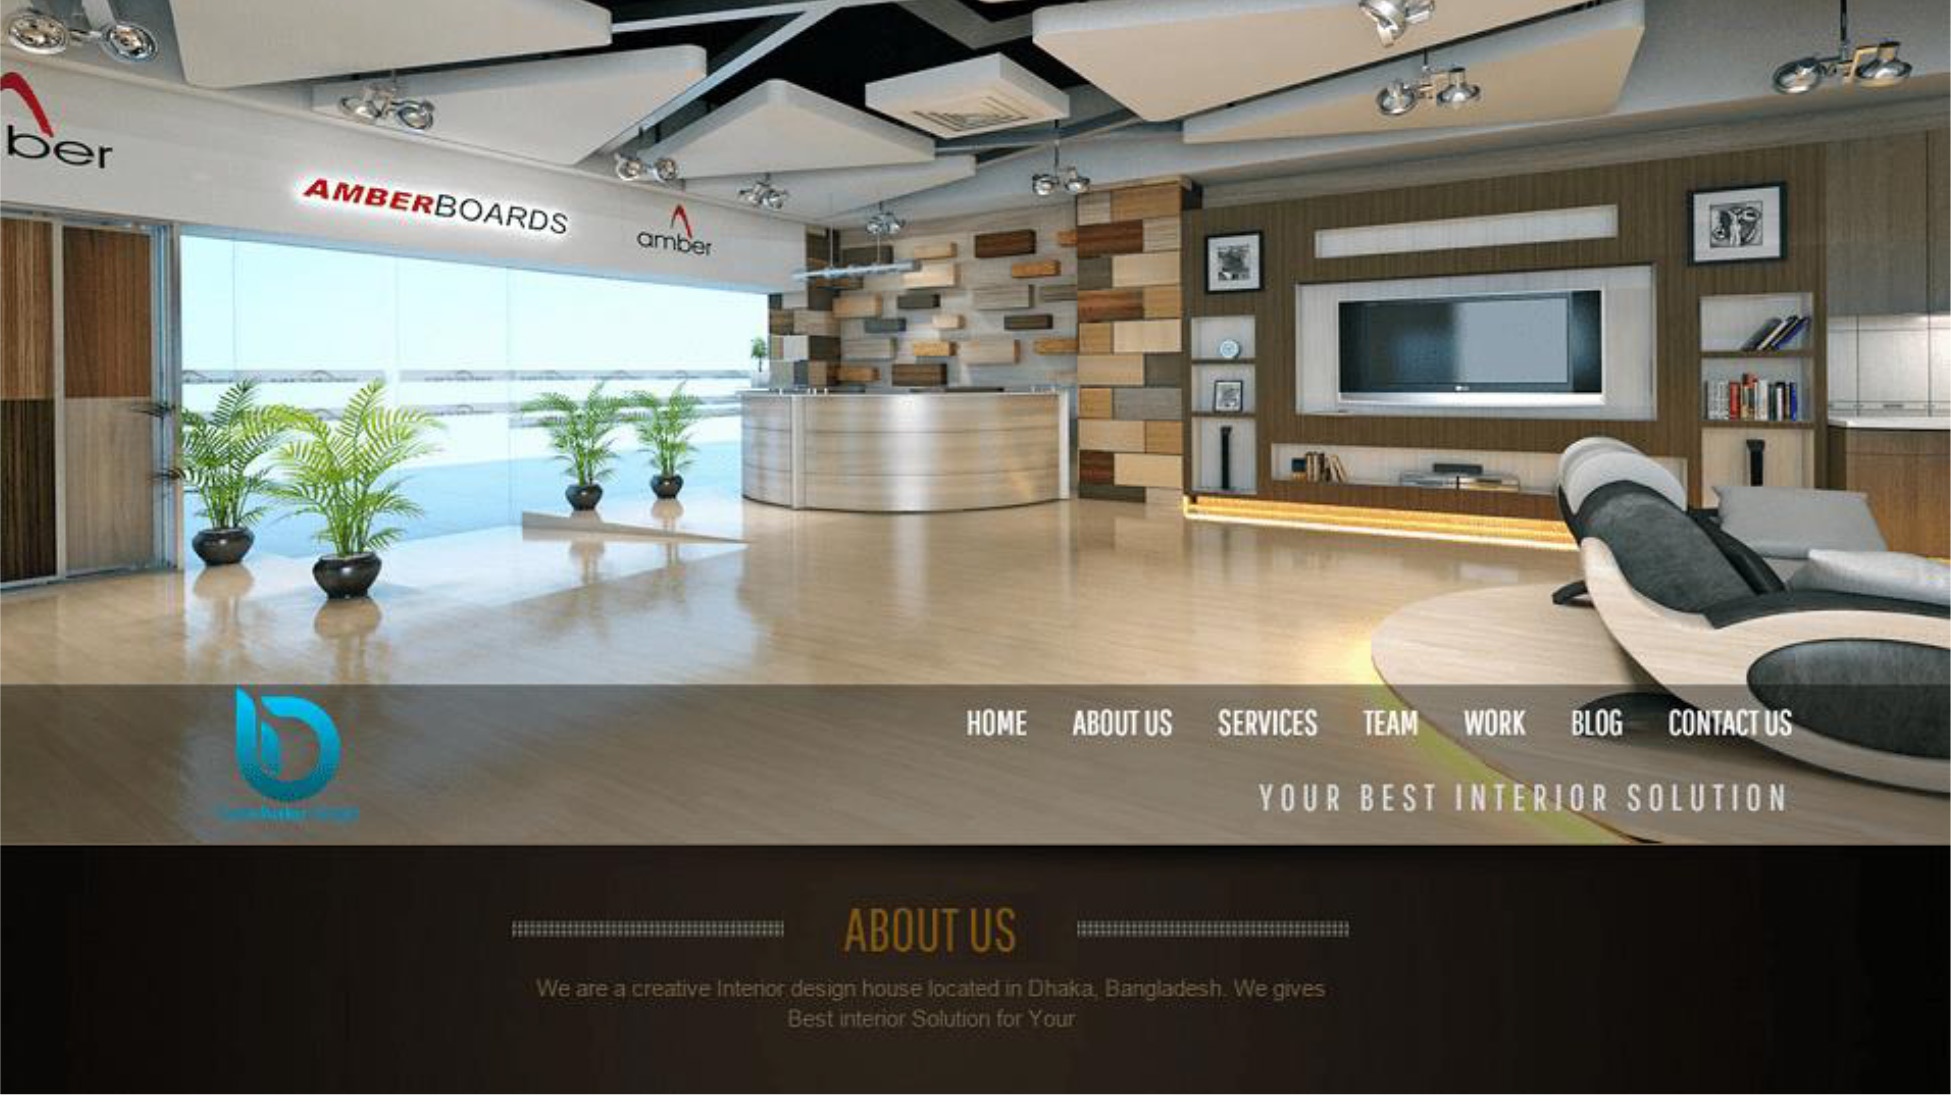 ber
AMBERBOARDS
amber
HOME ABOUT US SERVICES TEAM WORK BLOG CONTACT US
YOUR BEST INTERIOR SOLUTION
ABOUT US
We are a creative Interior design house located in Dhaka, Bangladesh. We gives
Best interior Solution for Your